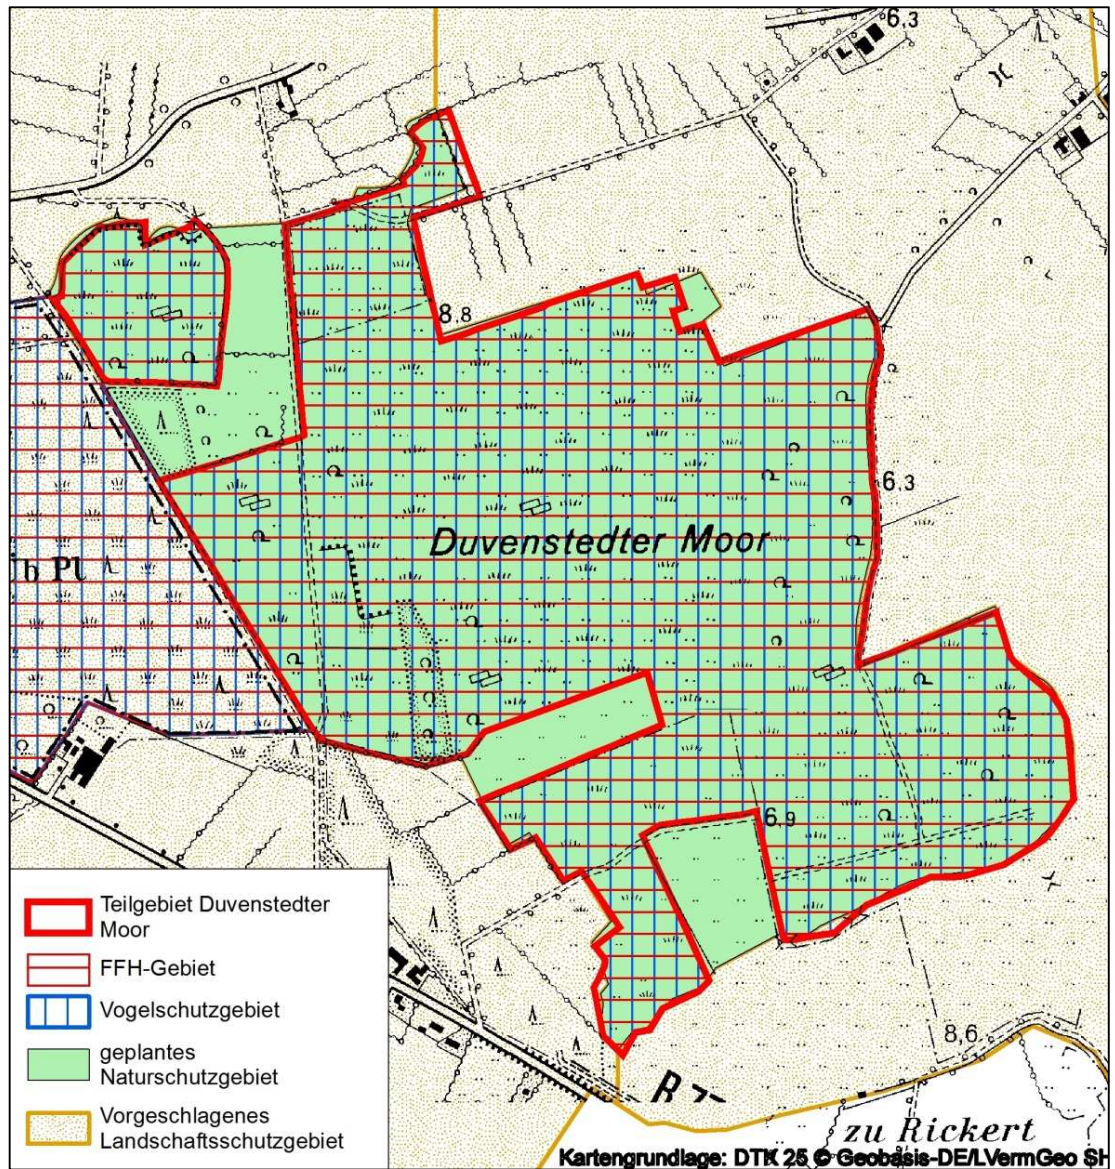 6,3
8,8
6,3
Duvenstedter Moor
b Pl
6,9
8,6
zu Rickert
Teilgebiet Duvenstedter
Moor
FFH-Gebiet
Vogelschutzgebiet
geplantes
Naturschutzgebiet
Vorgeschlagenes
Landschaftsschutzgebiet
Kartengrundlage: DTK 25 © Geobasis-DE/LVermGeo SH